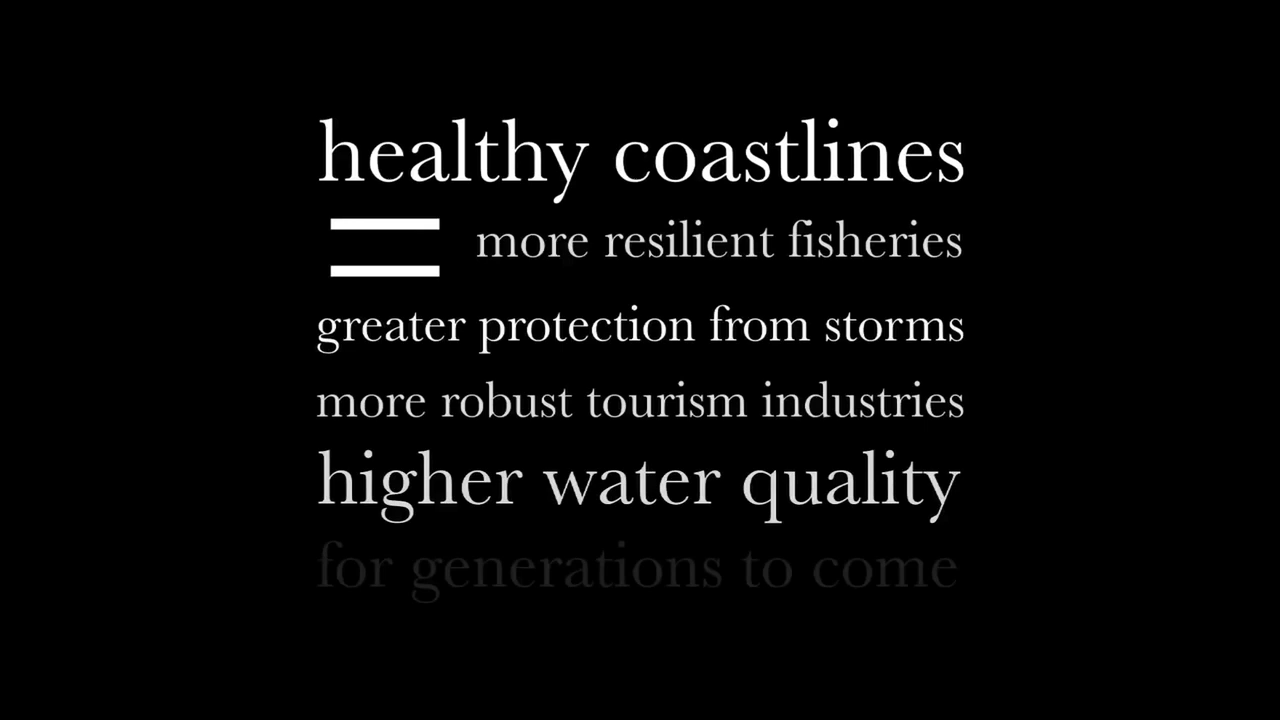 healthy coastlines
= more resilient fisheries
greater protection from storms
more robust tourism industries
higher water quality
for generations to come